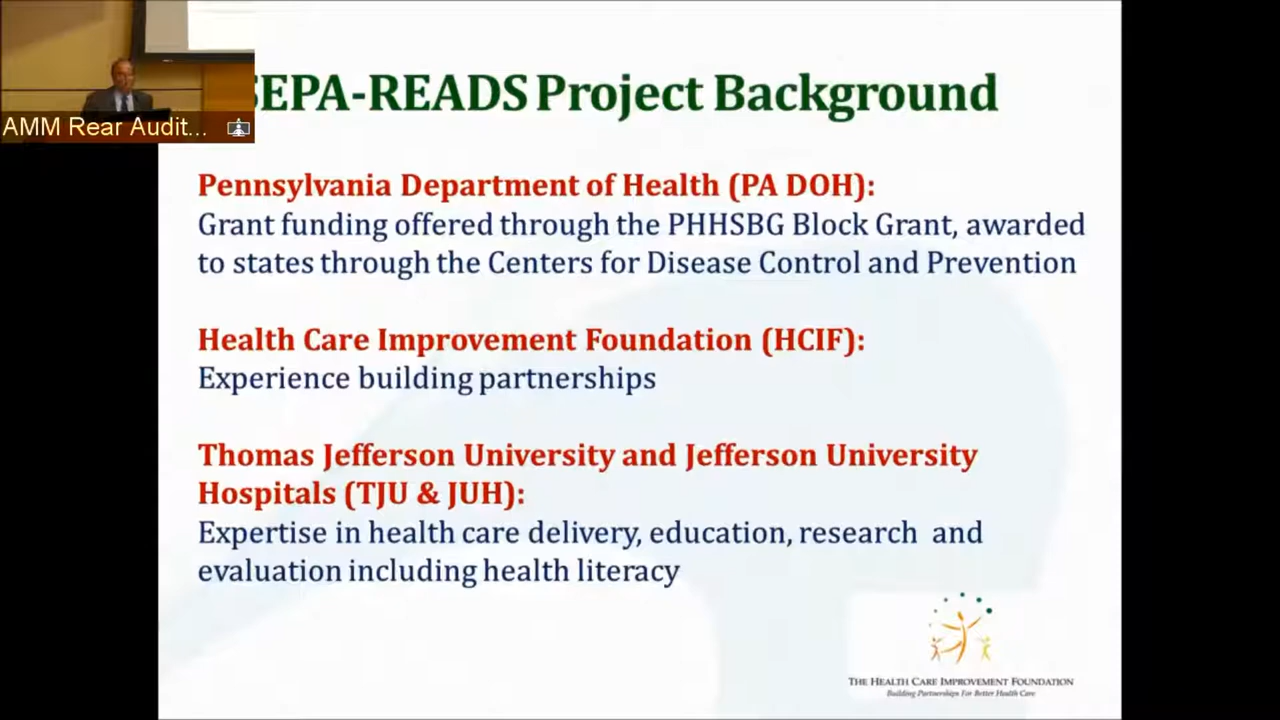 SEPA-READS Project Background
AMM Rear Audit...
Pennsylvania Department of Health (PA DOH):
Grant funding offered through the PHHSBG Block Grant, awarded
to states through the Centers for Disease Control and Prevention
Health Care Improvement Foundation (HCIF):
Experience building partnerships
Thomas Jefferson University and Jefferson University
Hospitals (TJU & JUH):
Expertise in health care delivery, education, research and
evaluation including health literacy
THE HEALTH CARE IMPROVEMENT FOUNDATION
Building Partnerships For Better Health Care